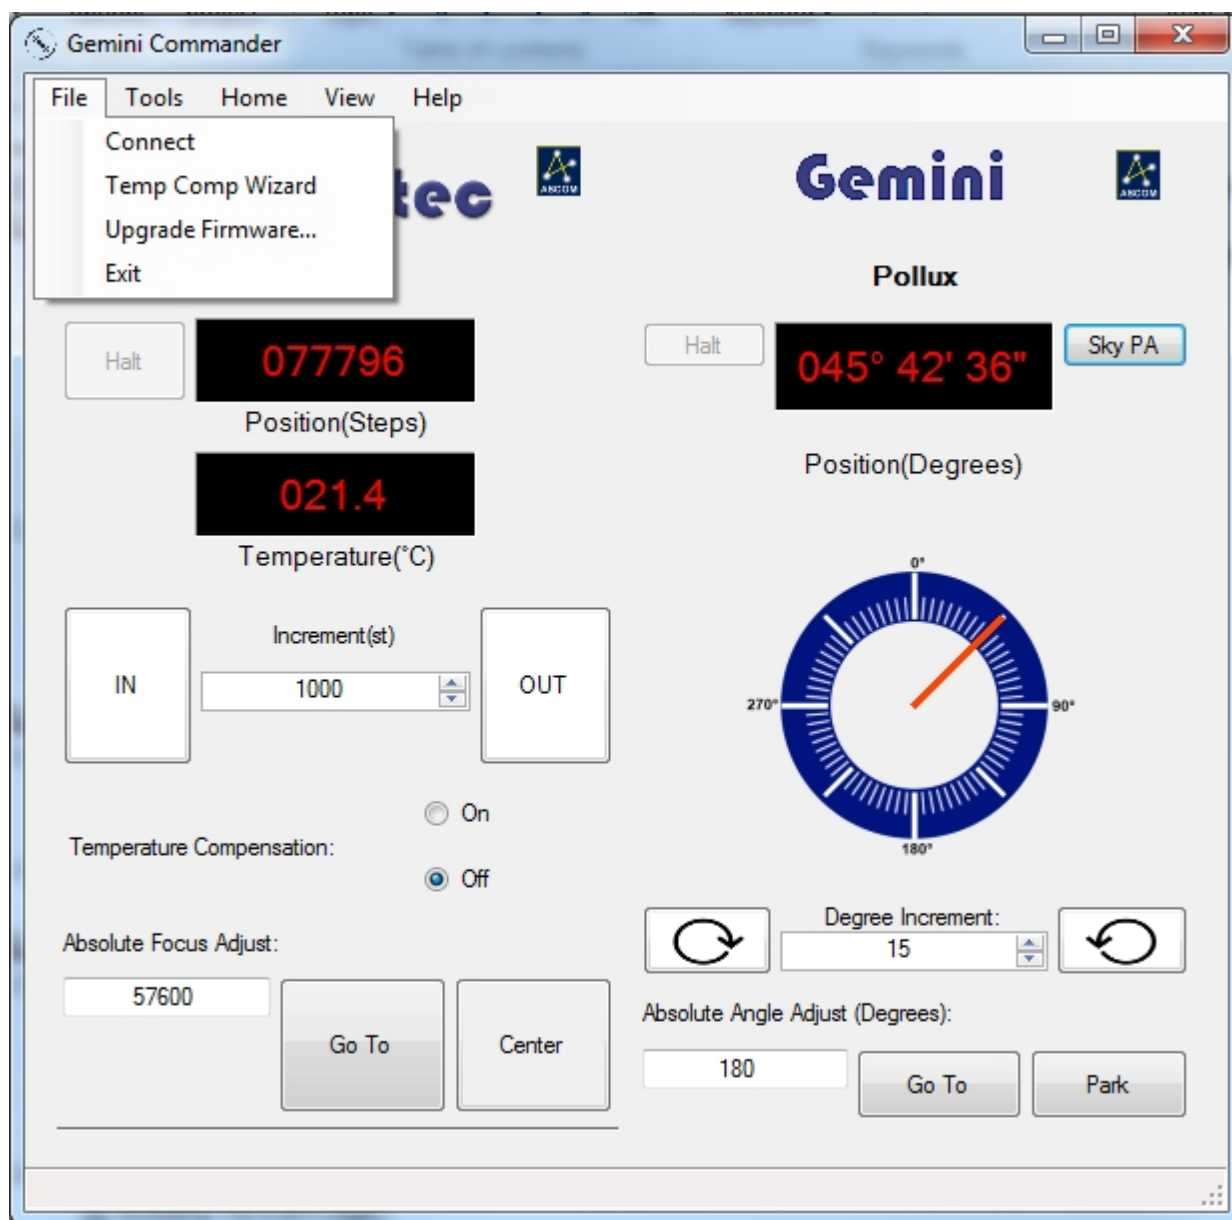 Gemini Commander
File Tools Home View Help
Connect
Temp Comp Wizard
Upgrade Firmware...
Exit
tec
ASCOM
Gemini
ASCOM
Pollux
Halt
077796
Position(Steps)
021.4
Temperature(°C)
Halt
045° 42' 36"
Sky PA
Position(Degrees)
IN
Increment(st)
1000
OUT
0°
270°
90°
180°
Temperature Compensation:
On
Off
Degree Increment:
15
Absolute Focus Adjust:
57600
Go To
Center
Absolute Angle Adjust (Degrees):
180
Go To
Park